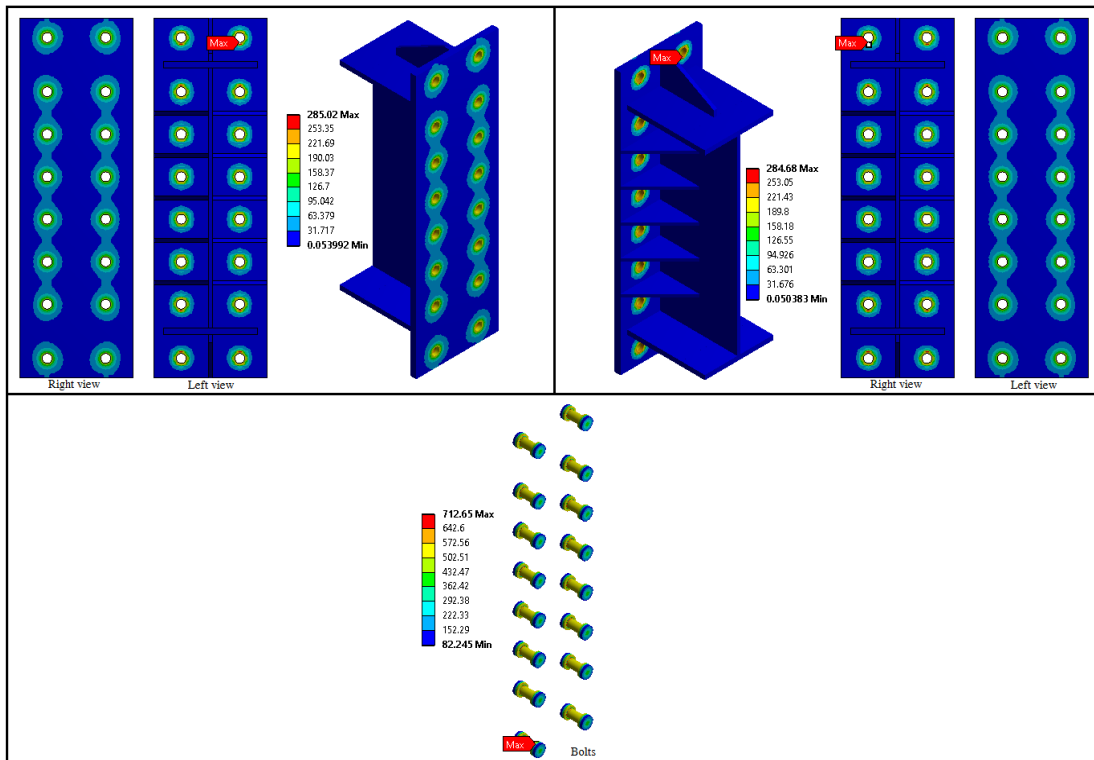 Max
285.02 Max
253.35
221.69
190.03
158.37
126.7
95.042
63.379
31.717
0.053992 Min
Right view
Left view
Max
284.68 Max
253.05
221.43
189.8
158.18
126.55
94.926
63.301
31.676
0.050383 Min
Max
Right view
Left view
712.65 Max
642.6
572.56
502.51
432.47
362.42
292.38
222.33
152.29
82.245 Min
Max
Bolts